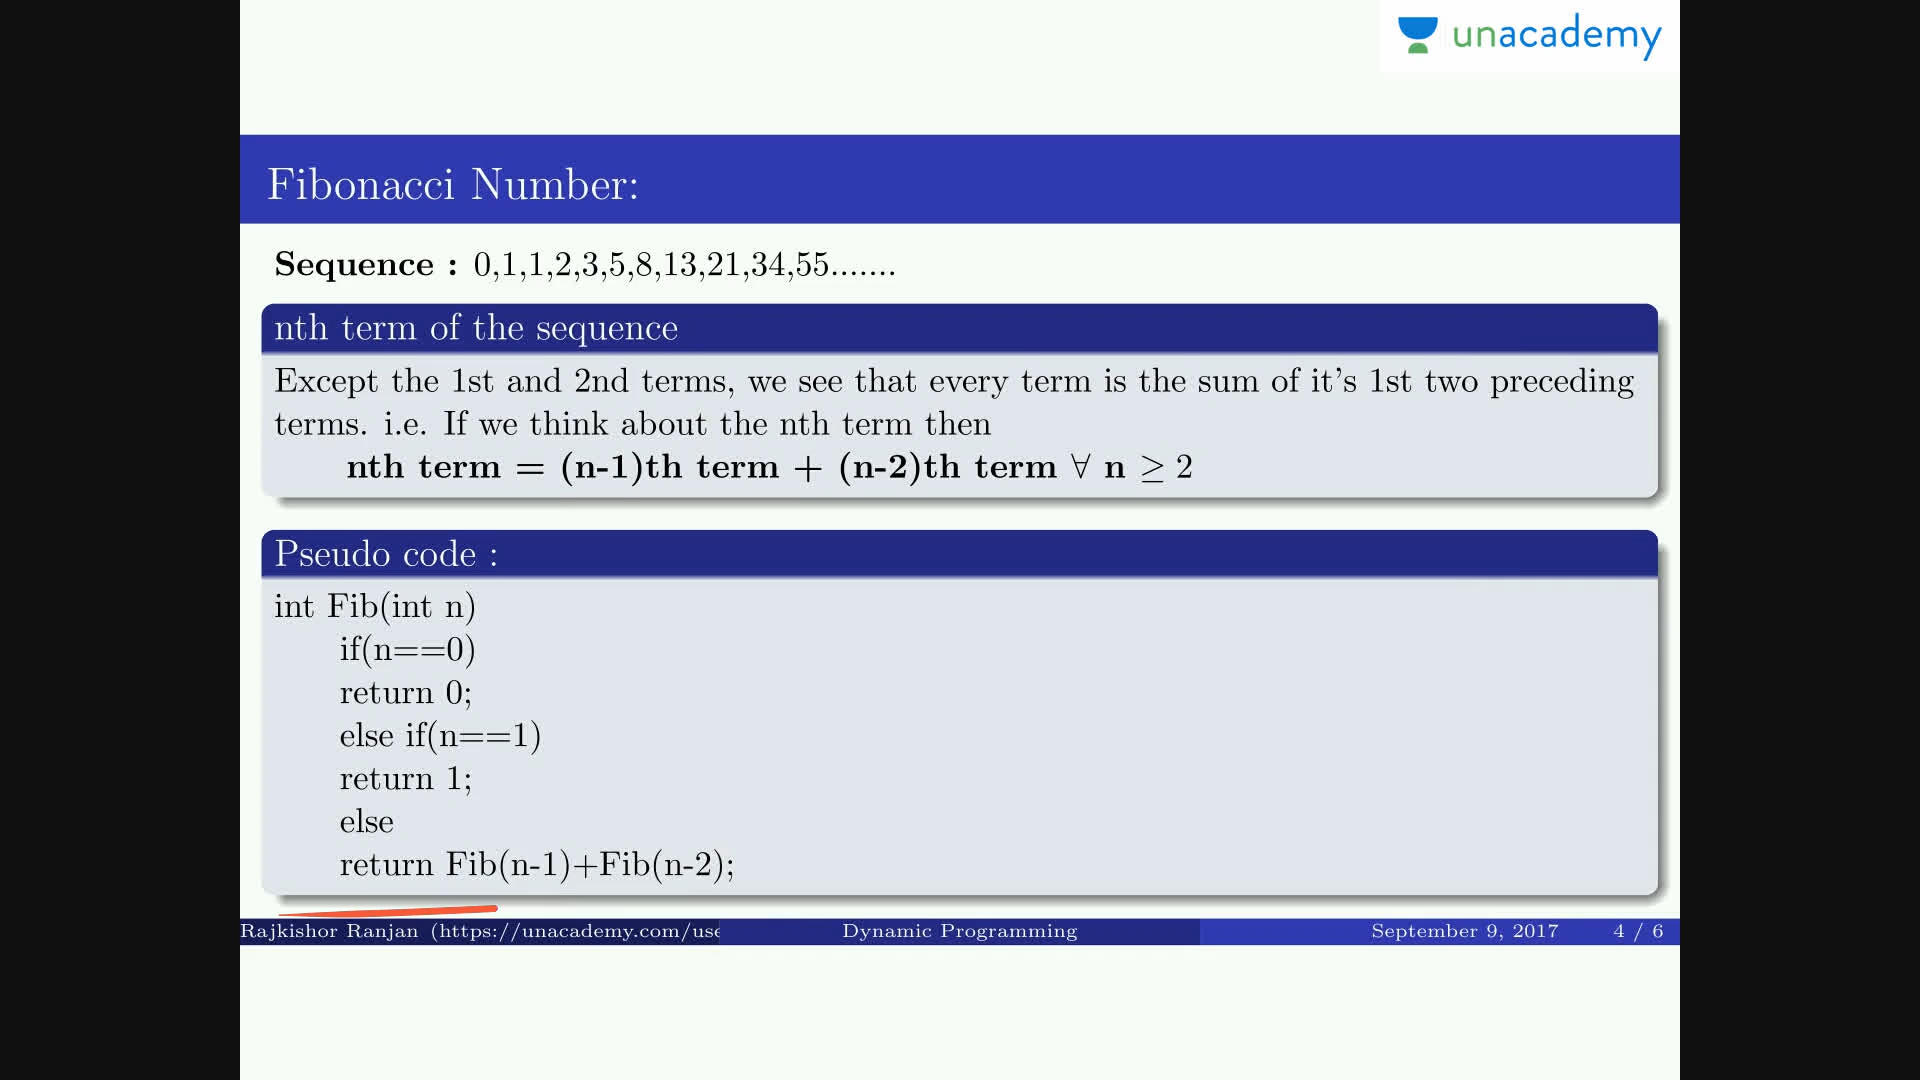 unacademy
Fibonacci Number:
Sequence : 0,1,1,2,3,5,8,13,21,34,55.......
nth term of the sequence
Except the 1st and 2nd terms, we see that every term is the sum of it's 1st two preceding
terms. i.e. If we think about the nth term then
nth term = (n-1)th term + (n-2)th term ∀ n ≥ 2
Pseudo code :
int Fib(int n)
if(n==0)
return 0;
else if(n==1)
return 1;
else
return Fib(n-1)+Fib(n-2);
Rajkishor Ranjan (https://unacademy.com/use Dynamic Programming September 9, 2017 4 / 6